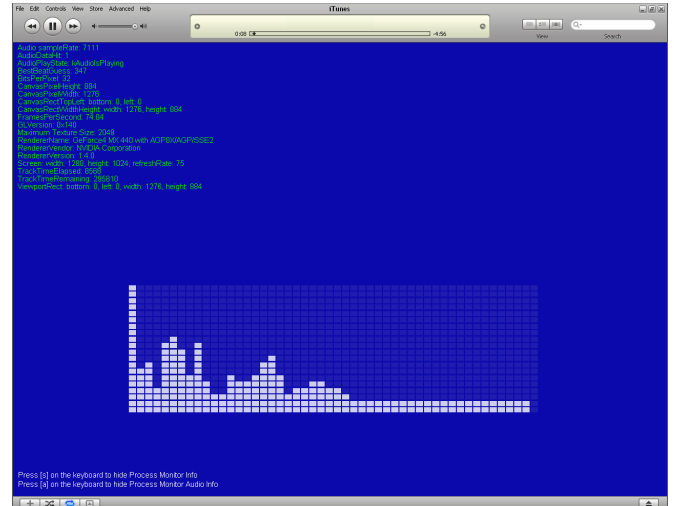 File Edit Controls View Store Advanced Help
iTunes
0:08
-4:56
View
Search
Audio sampleRate: 7111
AudioDataHit: 1
AudioPlayState: kAudioIsPlaying
BestBeatGuess: 347
BitsPerPixel: 32
CanvasPixelHeight: 894
CanvasPixelWidth: 1276
CanvasRectTopLeft: bottom: 0, left: 0
CanvasRectWidthHeight: width: 1276, height: 894
FramesPerSecond: 74.04
GLVersion: 0x140
Maximum Texture Size: 2048
RendererName: GeForce4 MX 440 with AGP8X/AGP/SSE2
RendererVendor: NVIDIA Corporation
RendererVersion: 1.4.0
Screen: width: 1280, height: 1024, refreshRate: 75
TrackTimeElapsed: 8568
TrackTimeRemaining: 295810
ViewportRect: bottom: 0, left: 0, width: 1276, height: 894
Press [s] on the keyboard to hide Process Monitor Info
Press [a] on the keyboard to hide Process Monitor Audio Info